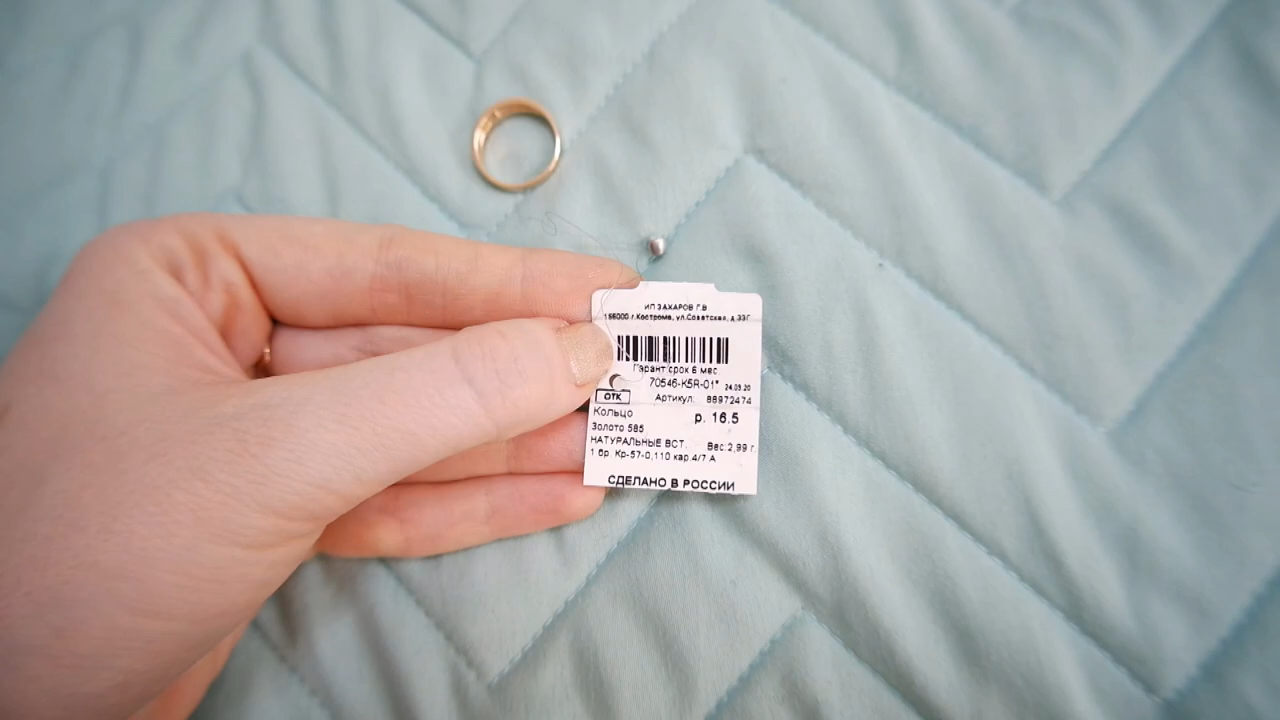 ИП ЗАХАРОВ Г.В
156000 г.Кострома, ул.Советская, д.33Г
Гарант срок 6 мес
70546-K5R-01* 24.09.20
ОТК Артикул: 88972474
Кольцо р. 16.5
Золото 585
НАТУРАЛЬНЫЕ ВСТ. Вес:2,99 г.
1 бр. Кр-57-0,110 кар.4/7 А
СДЕЛАНО В РОССИИ